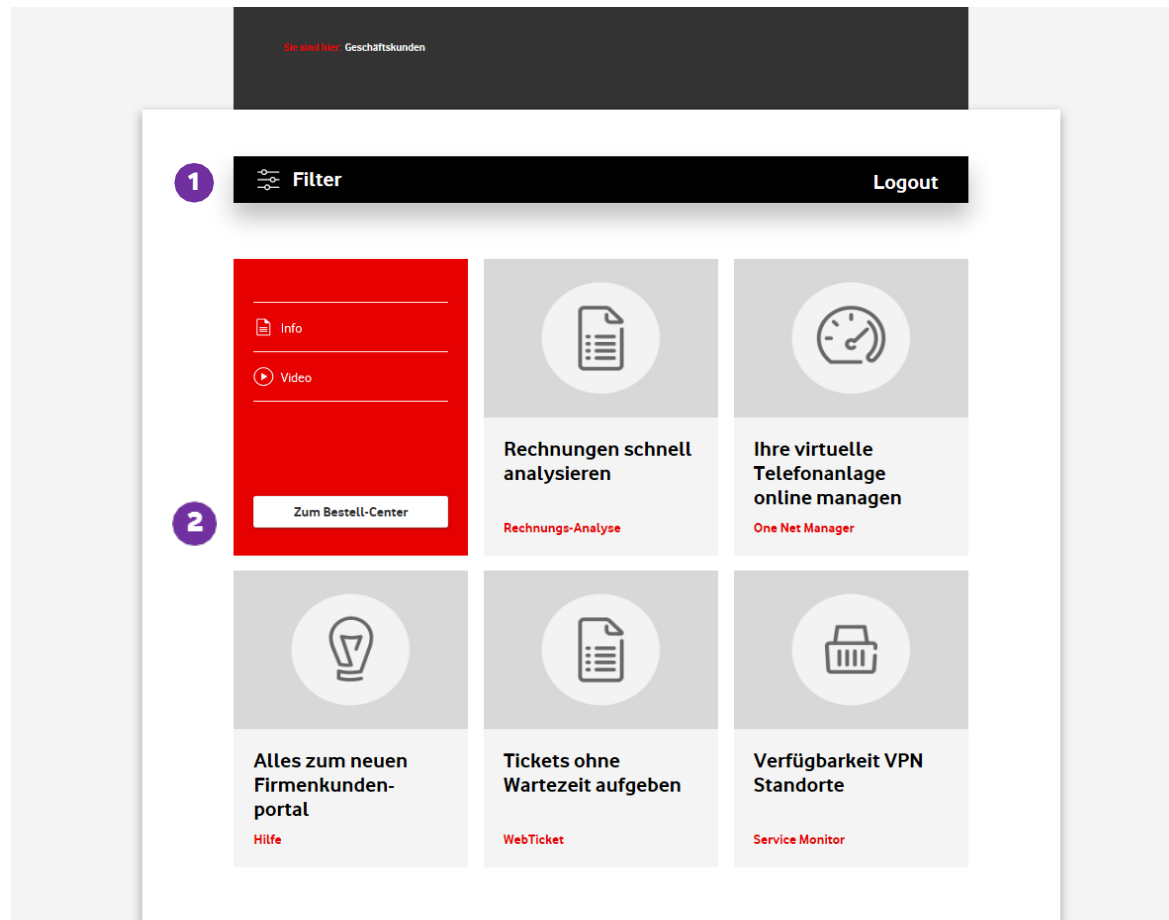 Sie sind hier: Geschäftskunden
1
Filter
Logout
Info
Video
Zum Bestell-Center
2
Rechnungen schnell
analysieren
Rechnungs-Analyse
Ihre virtuelle
Telefonanlage
online managen
One Net Manager
Alles zum neuen
Firmenkunden-
portal
Hilfe
Tickets ohne
Wartezeit aufgeben
WebTicket
Verfügbarkeit VPN
Standorte
Service Monitor